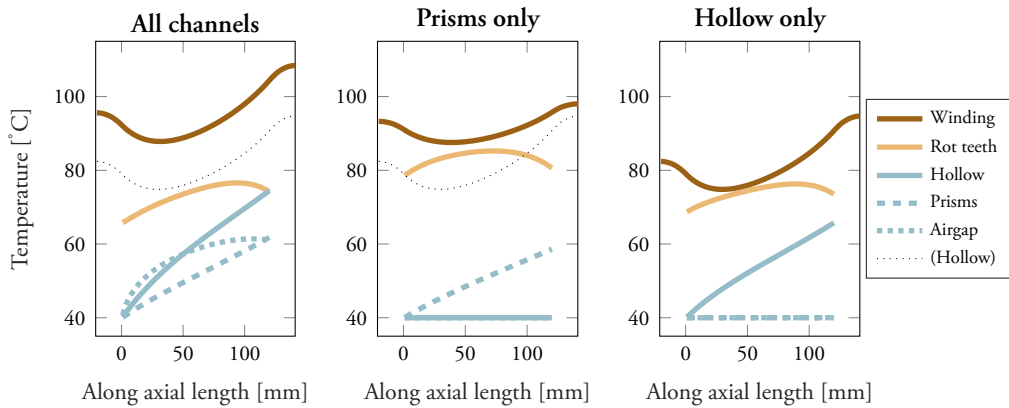 All channels
Prisms only
Hollow only
Temperature [°C]
100
80
60
40
0
50
100
Along axial length [mm]
100
80
60
40
0
50
100
Along axial length [mm]
100
80
60
40
0
50
100
Along axial length [mm]
Winding
Rot teeth
Hollow
Prisms
Airgap
(Hollow)